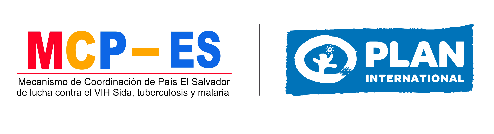 MCP–ES
Mecanismo de Coordinación de País El Salvador
de lucha contra el VIH Sida, tuberculosis y malaria
PLAN
INTERNATIONAL